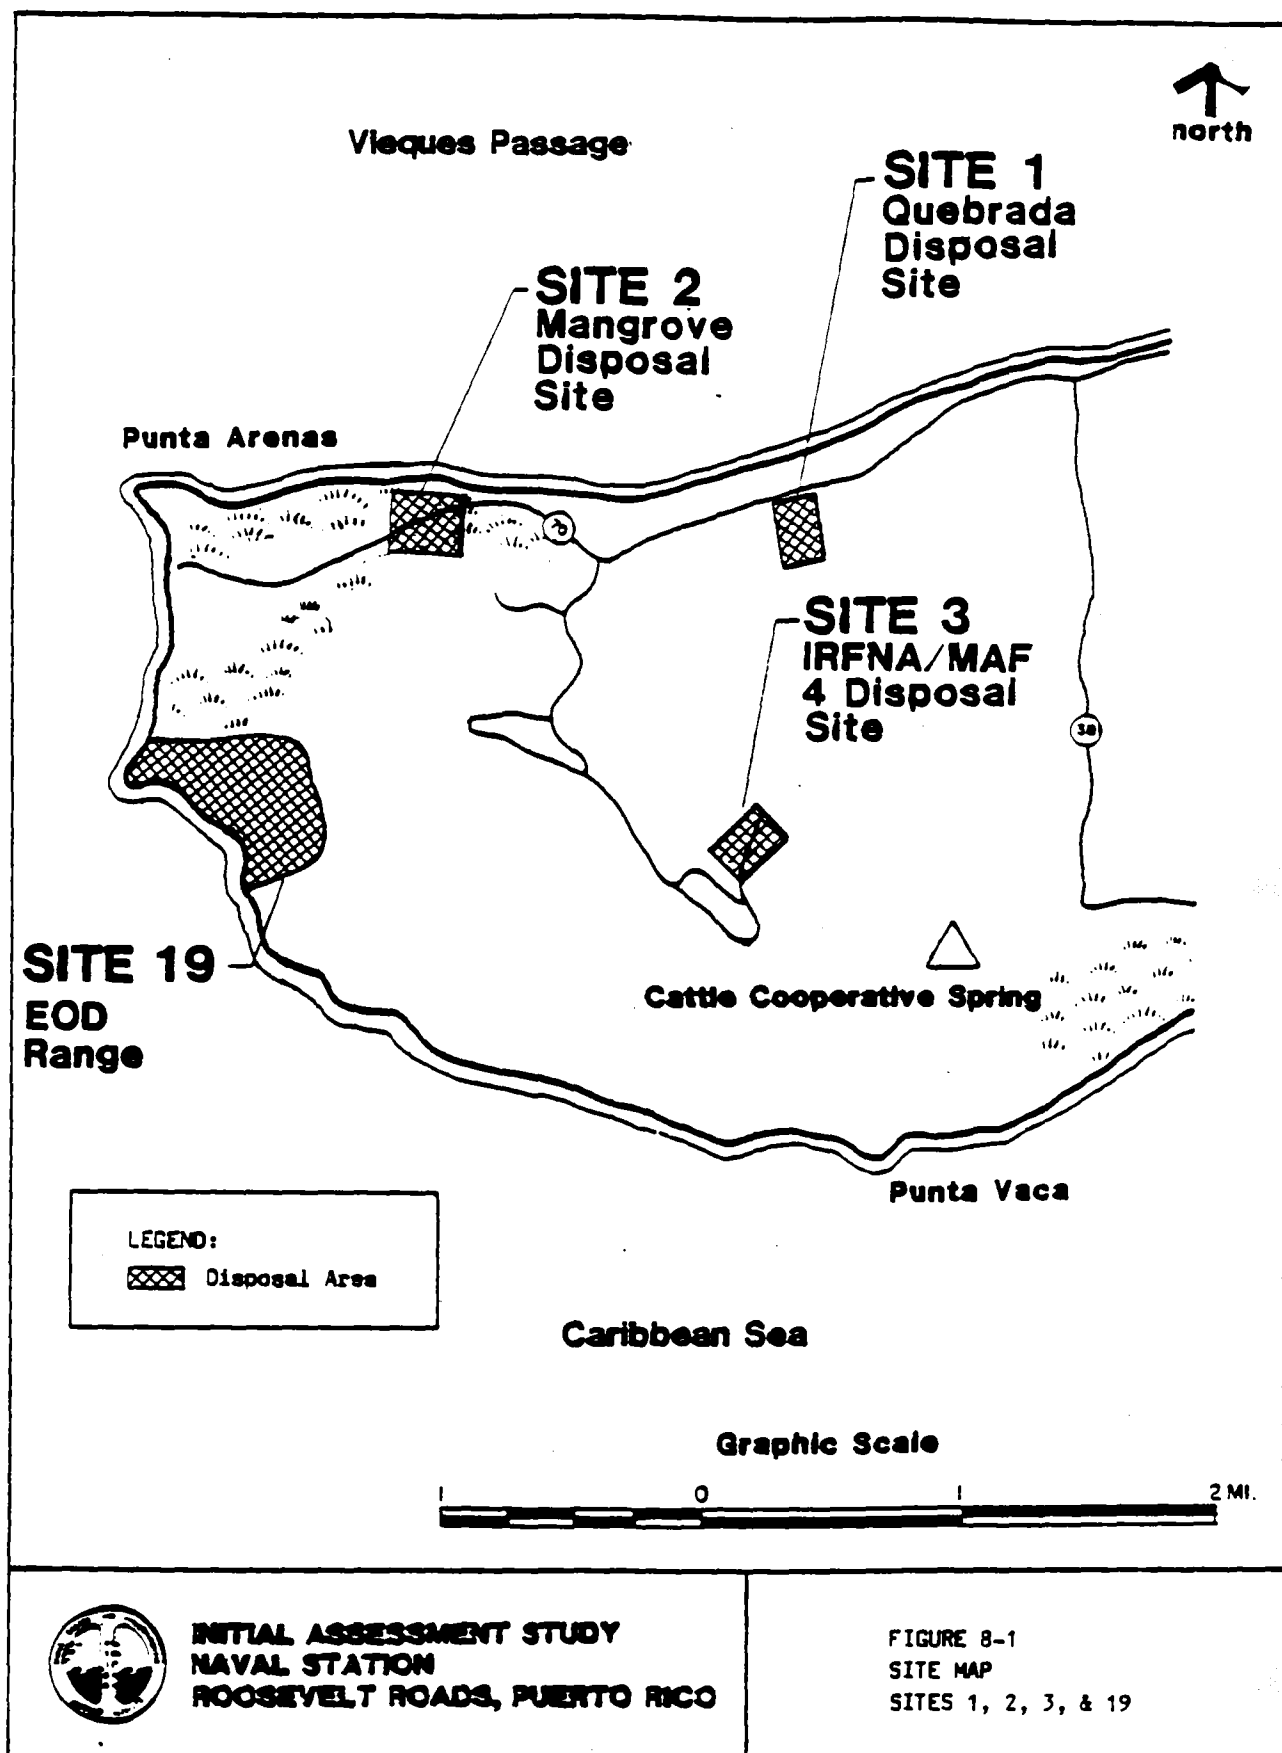 north
Vieques Passage
SITE 1
Quebrada
Disposal
Site
SITE 2
Mangrove
Disposal
Site
Punta Arenas
70
SITE 3
IRFNA/MAF
4 Disposal
Site
38
SITE 19
EOD
Range
Cattle Cooperative Spring
Punta Vaca
LEGEND:
Disposal Area
Caribbean Sea
Graphic Scale
1 0 1 2 MI.
INITIAL ASSESSMENT STUDY
NAVAL STATION
ROOSEVELT ROADS, PUERTO RICO
FIGURE 8-1
SITE MAP
SITES 1, 2, 3, & 19